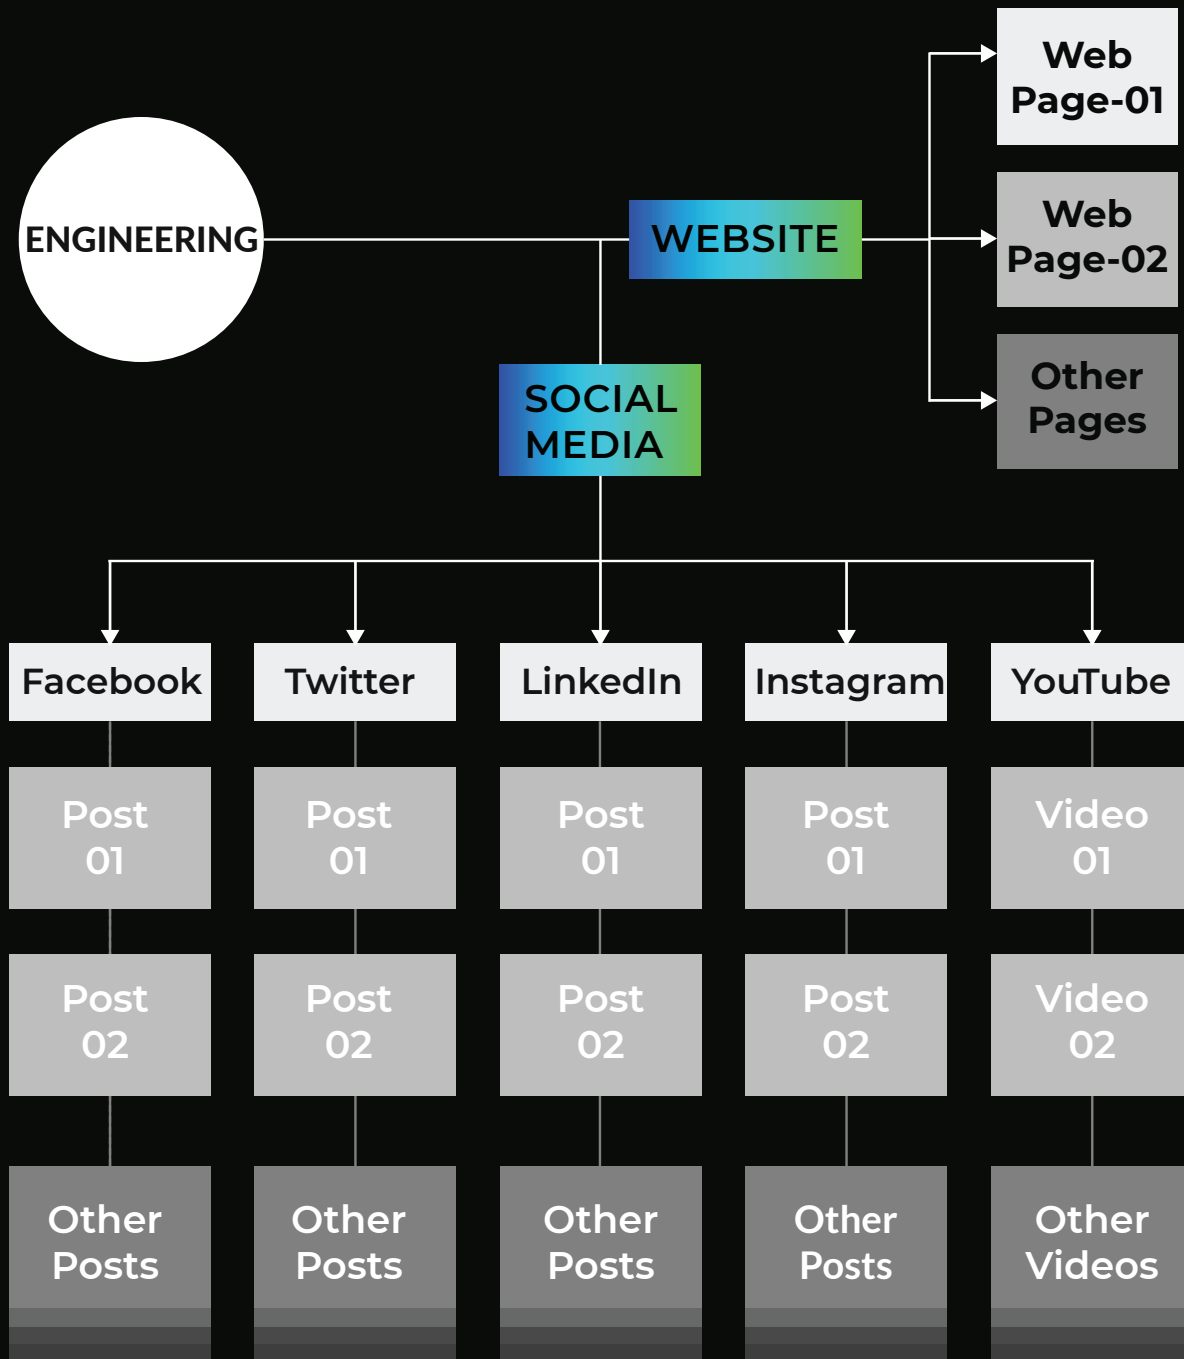 Web
Page-01
ENGINEERING
WEBSITE
Web
Page-02
Other
Pages
SOCIAL
MEDIA
Facebook
Twitter
LinkedIn
Instagram
YouTube
Post
01
Post
01
Post
01
Post
01
Video
01
Post
02
Post
02
Post
02
Post
02
Video
02
Other
Posts
Other
Posts
Other
Posts
Other
Posts
Other
Videos